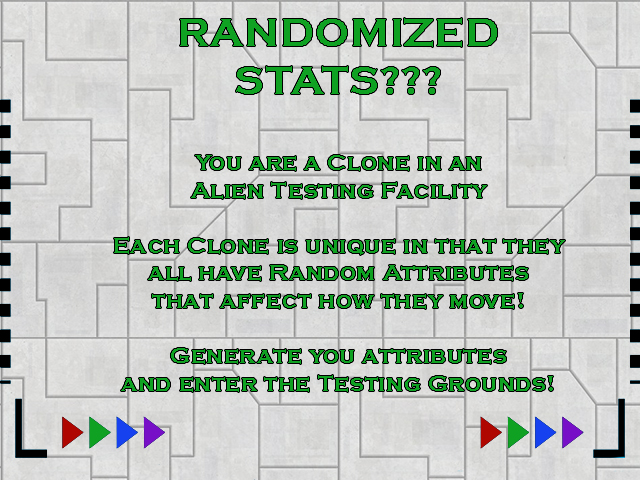 RANDOMIZED
STATS???
You are a Clone in an
Alien Testing Facility
Each Clone is unique in that they
all have Random Attributes
that affect how they move!
Generate you attributes
and enter the Testing Grounds!